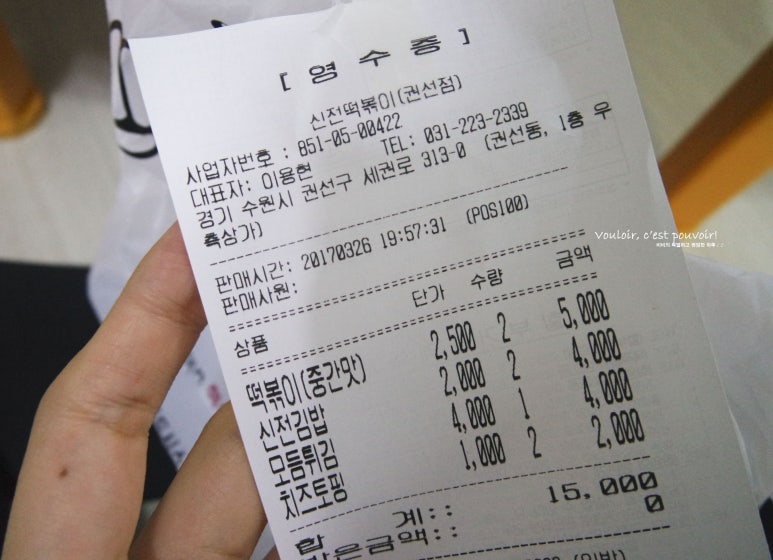 [ 영 수 증 ]
신전떡볶이(권선점)
사업자번호 : 851-05-00422
대표자: 이용현 TEL: 031-223-2339
경기 수원시 권선구 세권로 313-0 (권선동, 1층 우
측상가)
판매시간: 20170326 19:57:31 (POS100)
판매사원:
상품 단가 수량 금액
떡볶이(중간맛) 2,500 2 5,000
신전김밥 2,000 2 4,000
모듬튀김 4,000 1 4,000
치즈토핑 1,000 2 2,000
합 계:: 15,000
받은금액:: 0
Vouloir, c'est pouvoir!